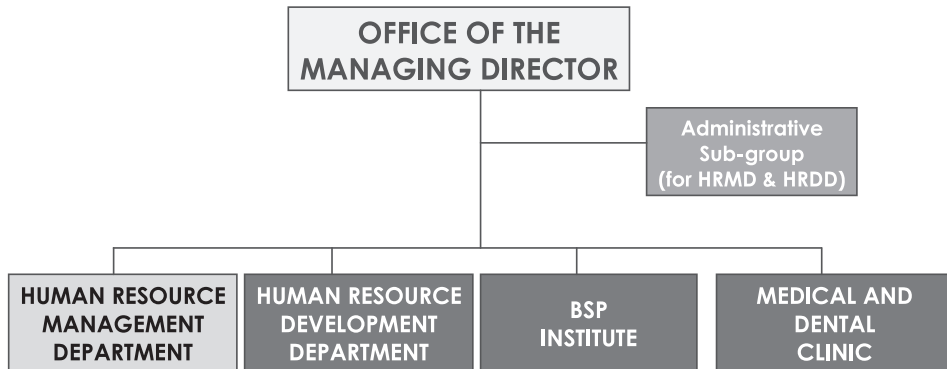 OFFICE OF THE
MANAGING DIRECTOR
Administrative
Sub-group
(for HRMD & HRDD)
HUMAN RESOURCE
MANAGEMENT
DEPARTMENT
HUMAN RESOURCE
DEVELOPMENT
DEPARTMENT
BSP
INSTITUTE
MEDICAL AND
DENTAL
CLINIC